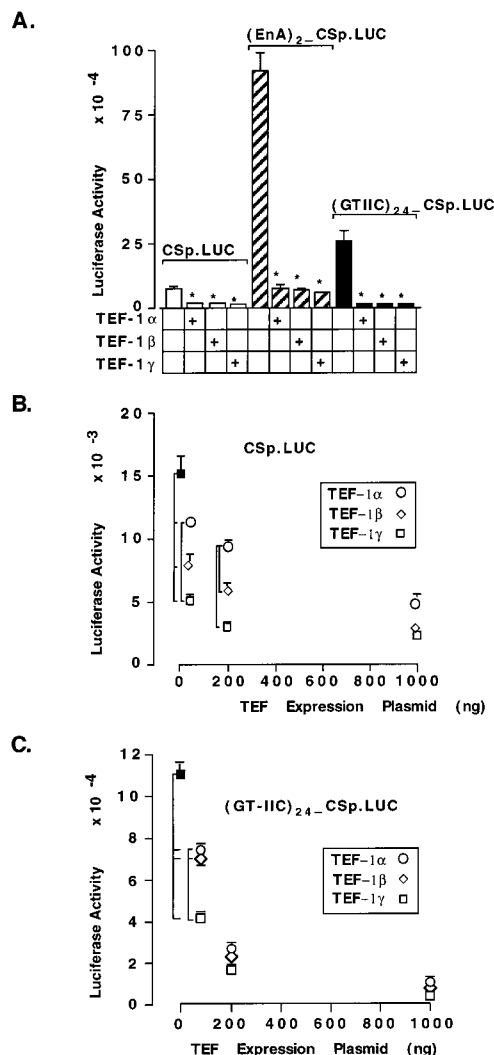 A.
(EnA)2_CSp.LUC
100
x 10 -4
75
50
Luciferase Activity
(GTIIC)24_CSp.LUC
25
CSp.LUC
* * * * * * * * *
0
TEF-1α + + +
TEF-1β + + +
TEF-1γ + + +
B.
20
x 10 -3
CSp.LUC
15
TEF-1α
TEF-1β
TEF-1γ
10
Luciferase Activity
5
0
0 200 400 600 800 1000
TEF Expression Plasmid (ng)
C.
12
x 10 -4
10
(GT-IIC)24_CSp.LUC
8
TEF-1α
TEF-1β
TEF-1γ
6
Luciferase Activity
4
2
0
0 200 400 600 800 1000
TEF Expression Plasmid (ng)